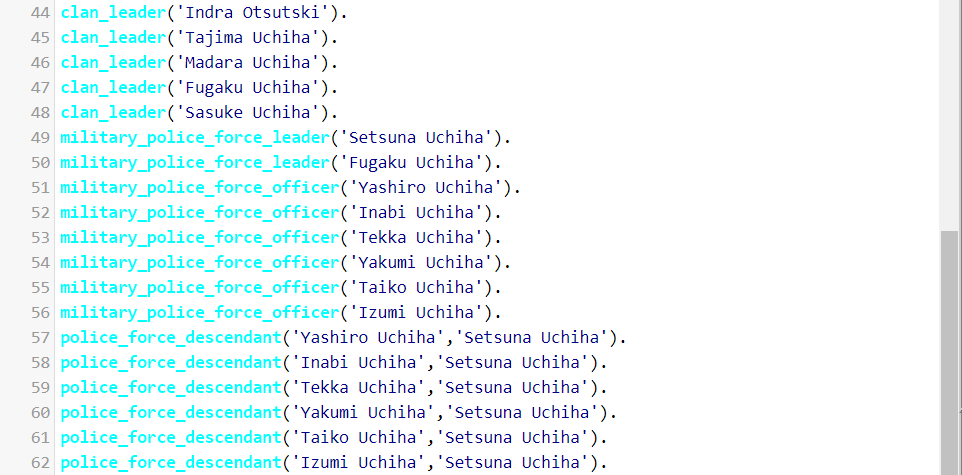 44 clan_leader('Indra Otsutski').
45 clan_leader('Tajima Uchiha').
46 clan_leader('Madara Uchiha').
47 clan_leader('Fugaku Uchiha').
48 clan_leader('Sasuke Uchiha').
49 military_police_force_leader('Setsuna Uchiha').
50 military_police_force_leader('Fugaku Uchiha').
51 military_police_force_officer('Yashiro Uchiha').
52 military_police_force_officer('Inabi Uchiha').
53 military_police_force_officer('Tekka Uchiha').
54 military_police_force_officer('Yakumi Uchiha').
55 military_police_force_officer('Taiko Uchiha').
56 military_police_force_officer('Izumi Uchiha').
57 police_force_descendant('Yashiro Uchiha','Setsuna Uchiha').
58 police_force_descendant('Inabi Uchiha','Setsuna Uchiha').
59 police_force_descendant('Tekka Uchiha','Setsuna Uchiha').
60 police_force_descendant('Yakumi Uchiha','Setsuna Uchiha').
61 police_force_descendant('Taiko Uchiha','Setsuna Uchiha').
62 police_force_descendant('Izumi Uchiha','Setsuna Uchiha').